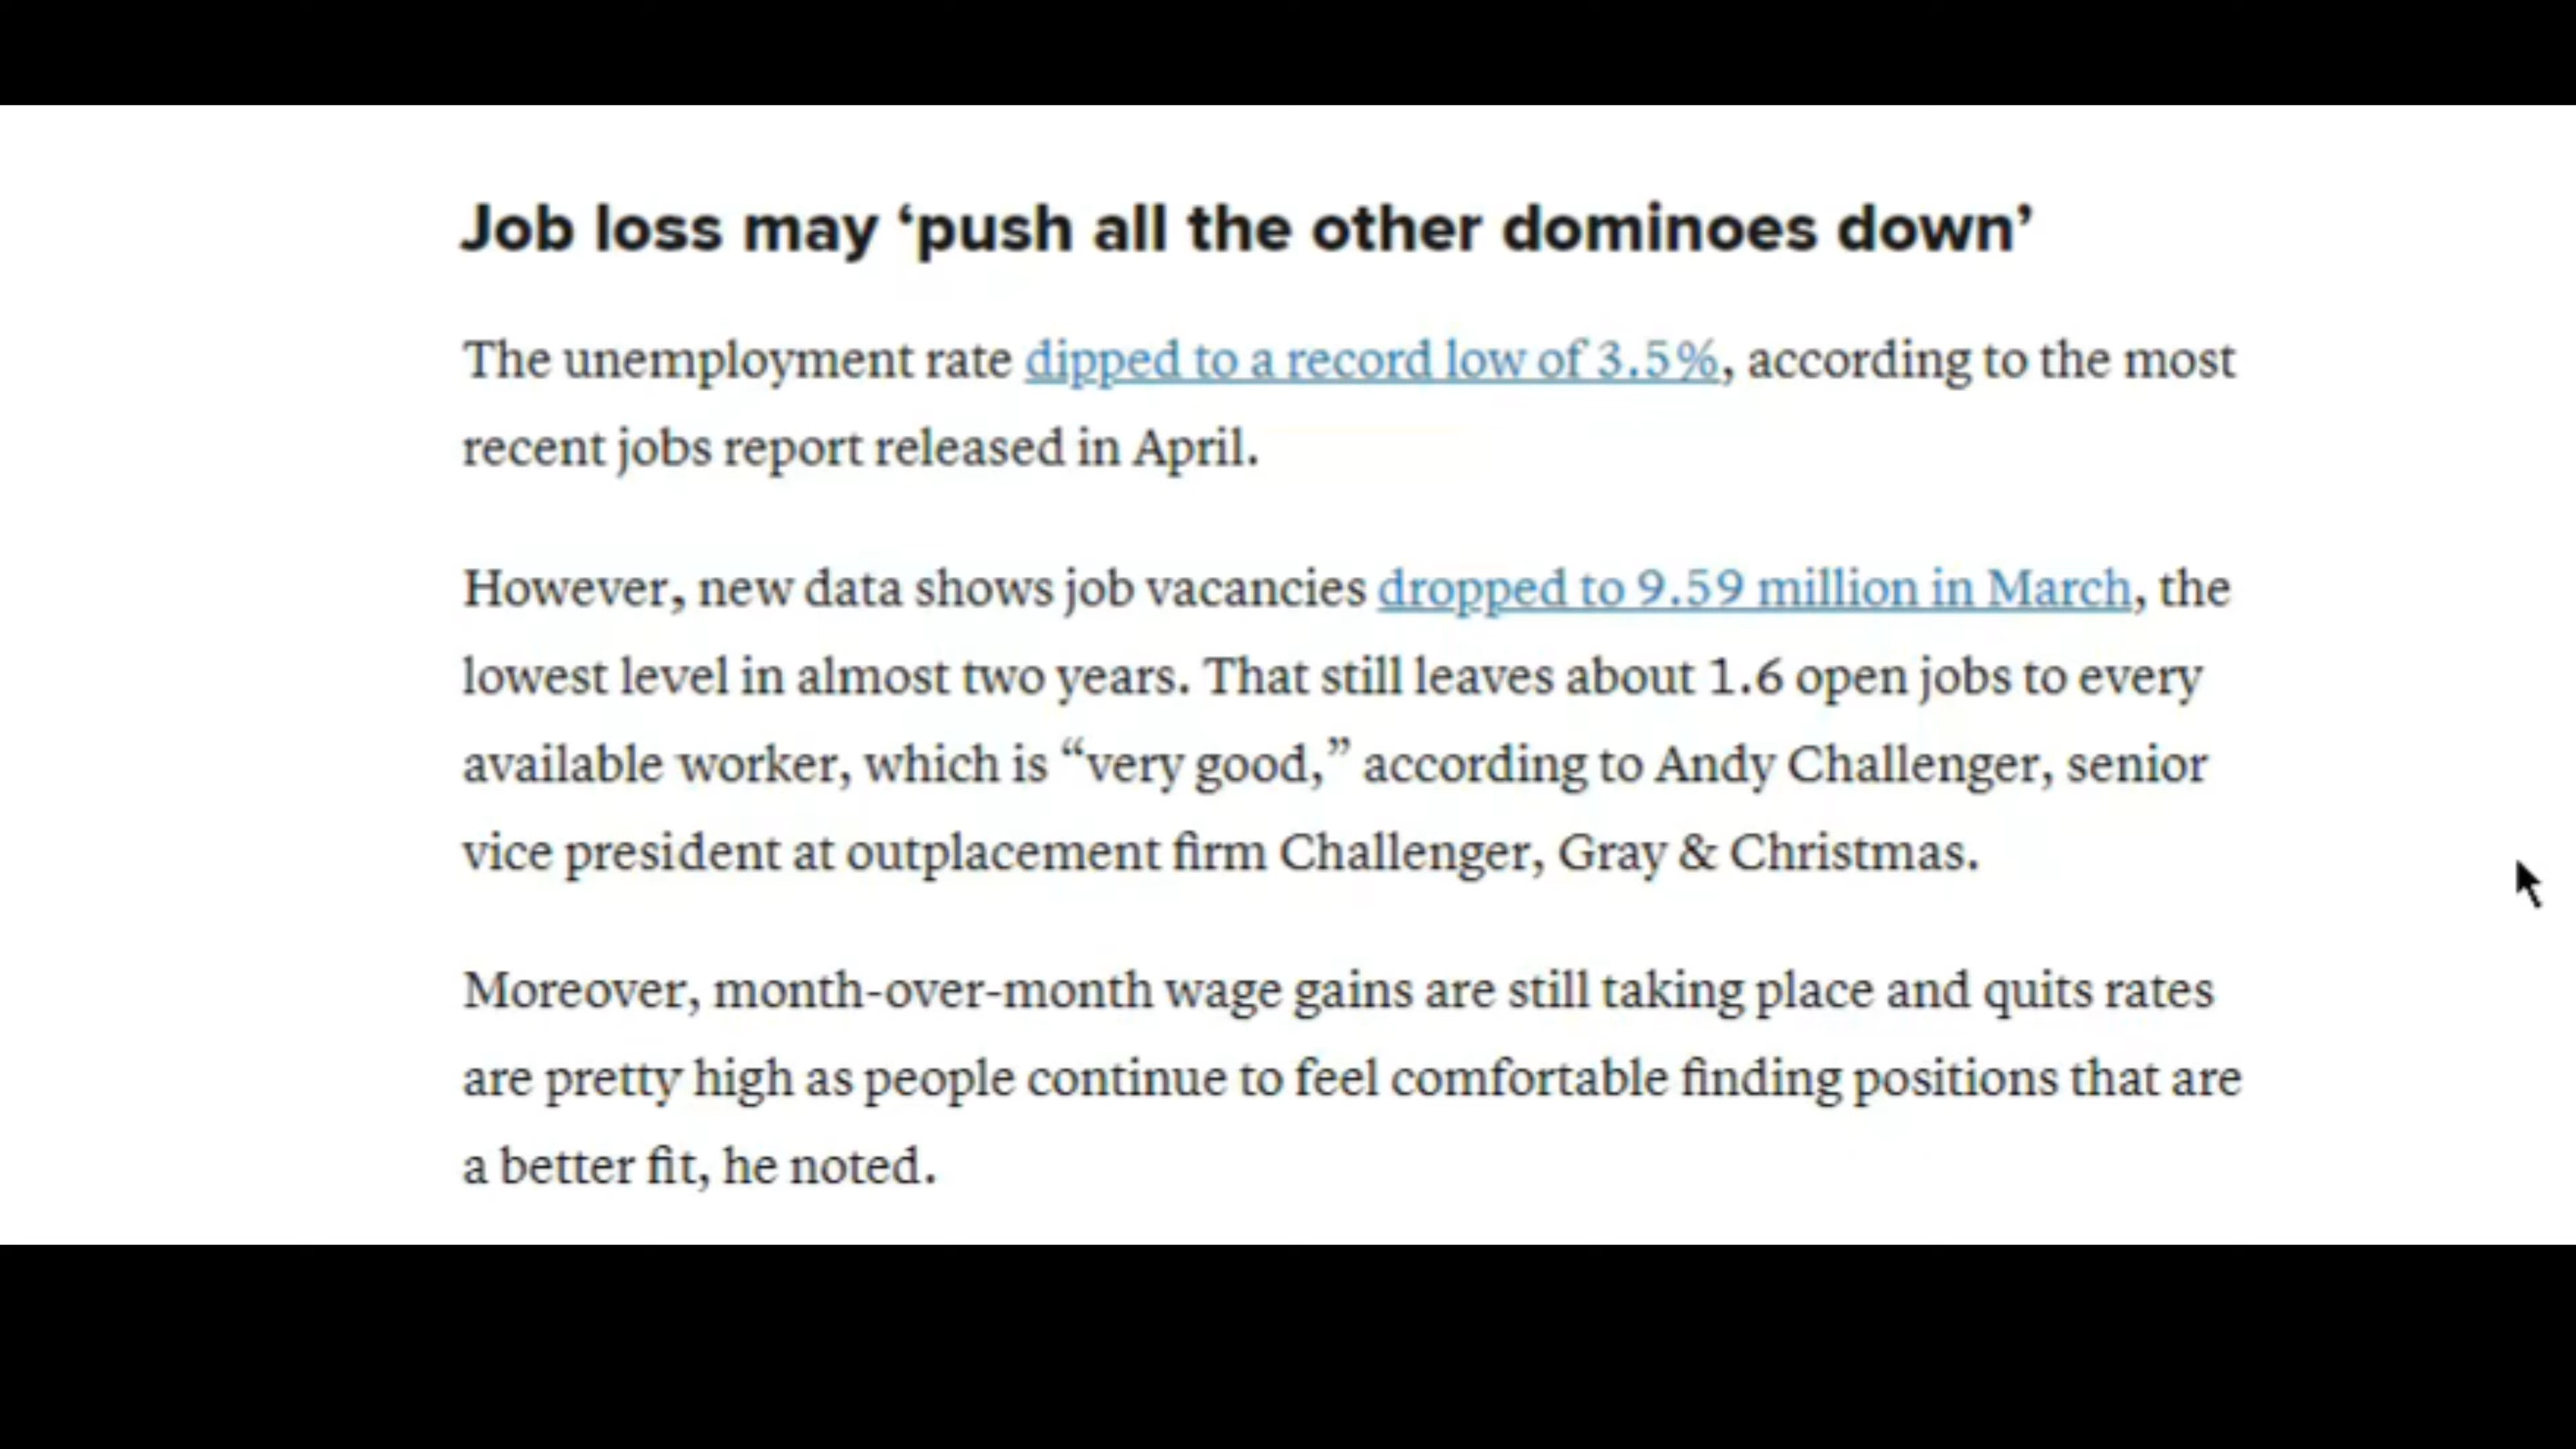 Job loss may ‘push all the other dominoes down’
The unemployment rate dipped to a record low of 3.5%, according to the most
recent jobs report released in April.
However, new data shows job vacancies dropped to 9.59 million in March, the
lowest level in almost two years. That still leaves about 1.6 open jobs to every
available worker, which is “very good,” according to Andy Challenger, senior
vice president at outplacement firm Challenger, Gray & Christmas.
Moreover, month-over-month wage gains are still taking place and quits rates
are pretty high as people continue to feel comfortable finding positions that are
a better fit, he noted.